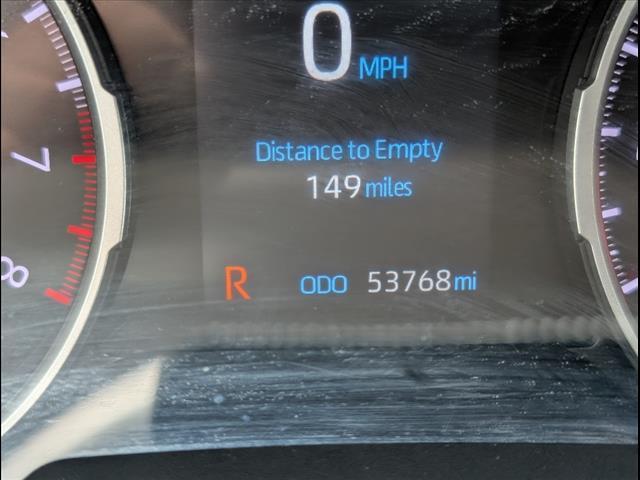 0 MPH
Distance to Empty
149 miles
R ODO 53768 mi
7
8